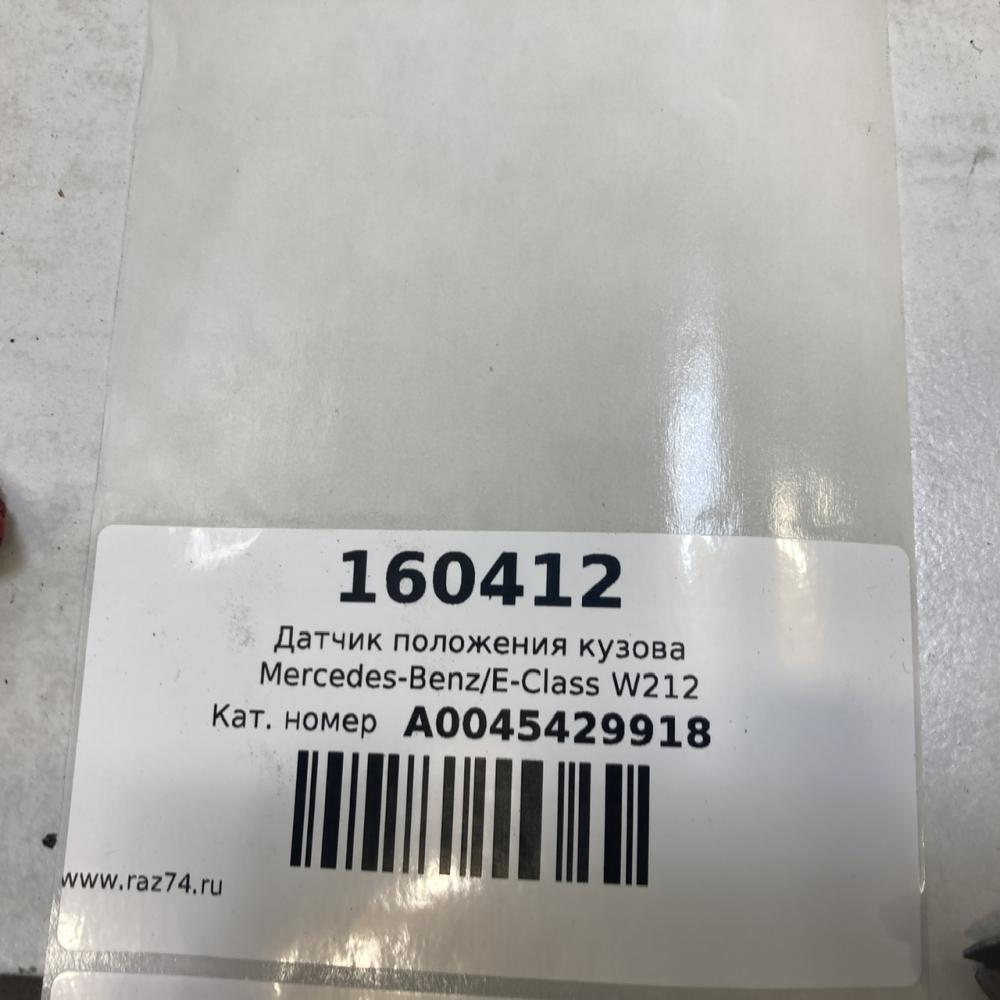 160412
Датчик положения кузова
Mercedes-Benz/E-Class W212
Кат. номер A0045429918
www.raz74.ru